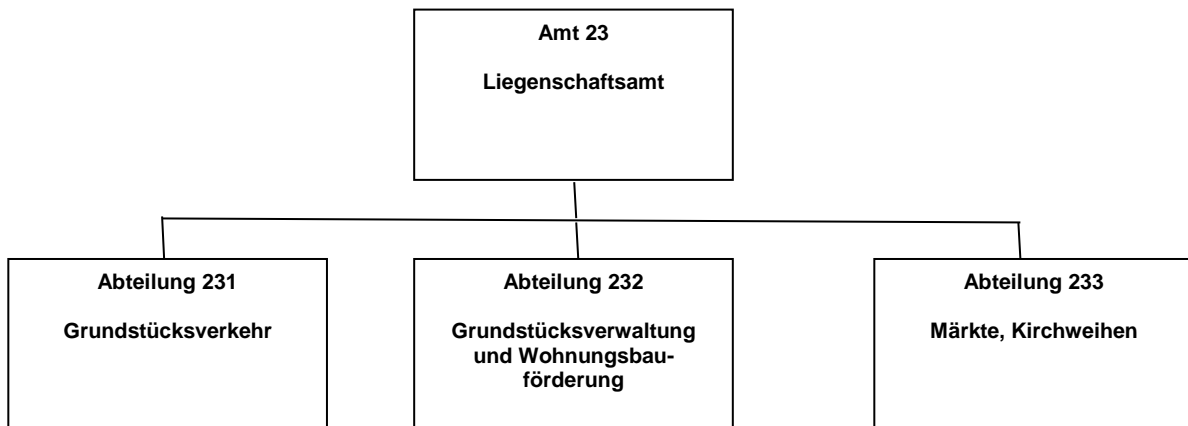 Amt 23
Liegenschaftsamt
Abteilung 231
Grundstücksverkehr
Abteilung 232
Grundstücksverwaltung
und Wohnungsbau-
förderung
Abteilung 233
Märkte, Kirchweihen